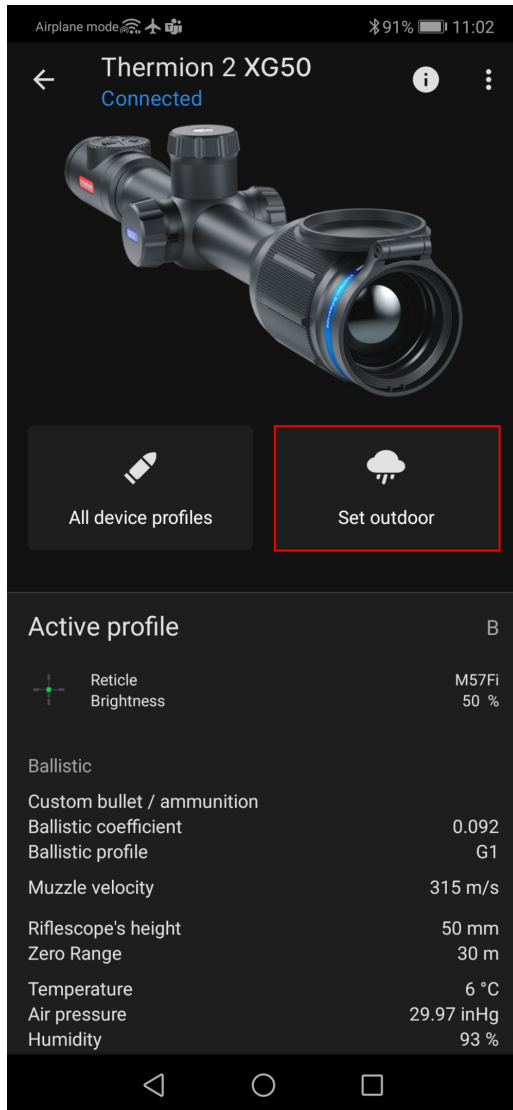 Airplane mode 91% 11:02
Thermion 2 XG50
Connected
All device profiles
Set outdoor
Active profile B
Reticle M57Fi
Brightness 50 %
Ballistic
Custom bullet / ammunition
Ballistic coefficient 0.092
Ballistic profile G1
Muzzle velocity 315 m/s
Riflescope's height 50 mm
Zero Range 30 m
Temperature 6 °C
Air pressure 29.97 inHg
Humidity 93 %